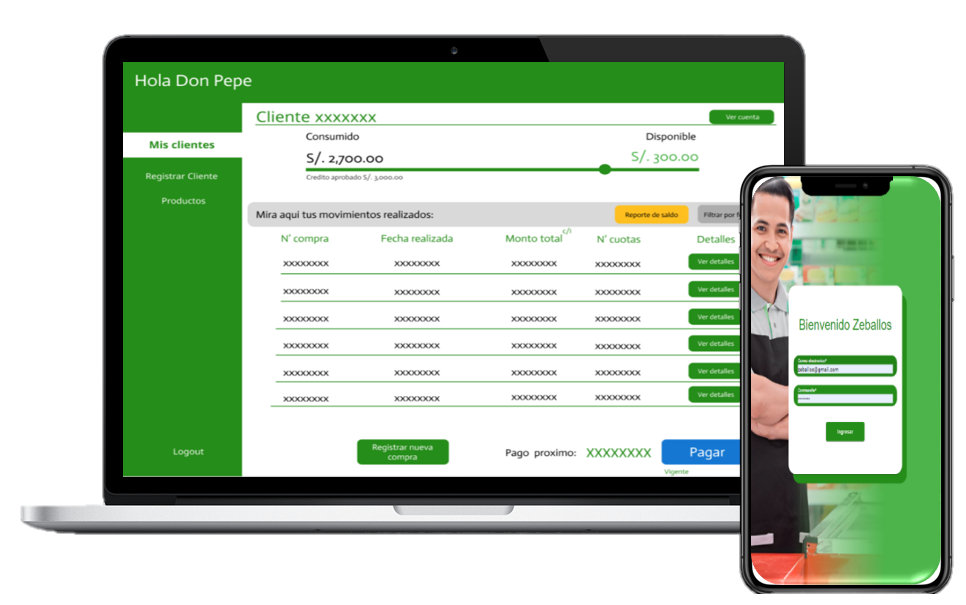 Hola Don Pepe
Mis clientes
Registrar Cliente
Productos
Logout
Cliente xxxxxxx
Ver cuenta
Consumido
Disponible
S/. 2,700.00
S/. 300.00
Credito aprobado S/. 3,000.00
Mira aqui tus movimientos realizados:
Reporte de saldo
Filtrar por f
N° compra
Fecha realizada
Monto total c/I
N° cuotas
Detalles
xxxxxxxx xxxxxxxx xxxxxxxx xxxxxxxx Ver detalles
xxxxxxxx xxxxxxxx xxxxxxxx xxxxxxxx Ver detalles
xxxxxxxx xxxxxxxx xxxxxxxx xxxxxxxx Ver detalles
xxxxxxxx xxxxxxxx xxxxxxxx xxxxxxxx Ver detalles
xxxxxxxx xxxxxxxx xxxxxxxx xxxxxxxx Ver detalles
xxxxxxxx xxxxxxxx xxxxxxxx xxxxxxxx Ver detalles
Registrar nueva
compra
Pago proximo: XXXXXXXX
Pagar
Vigente
Bienvenido Zeballos
Correo electronico*
zeballos@gmail.com
Contraseña*
Ingresar